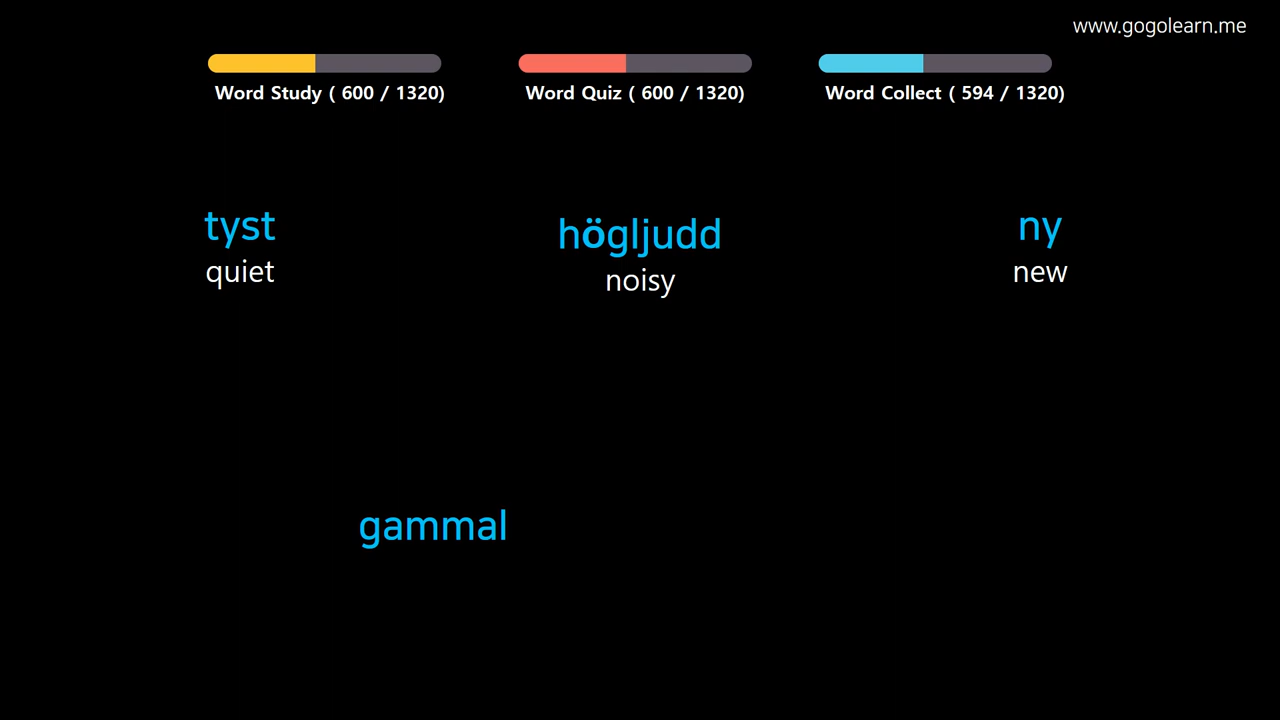 www.gogolearn.me
Word Study ( 600 / 1320)
Word Quiz ( 600 / 1320)
Word Collect ( 594 / 1320)
tyst
quiet
högljudd
noisy
ny
new
gammal